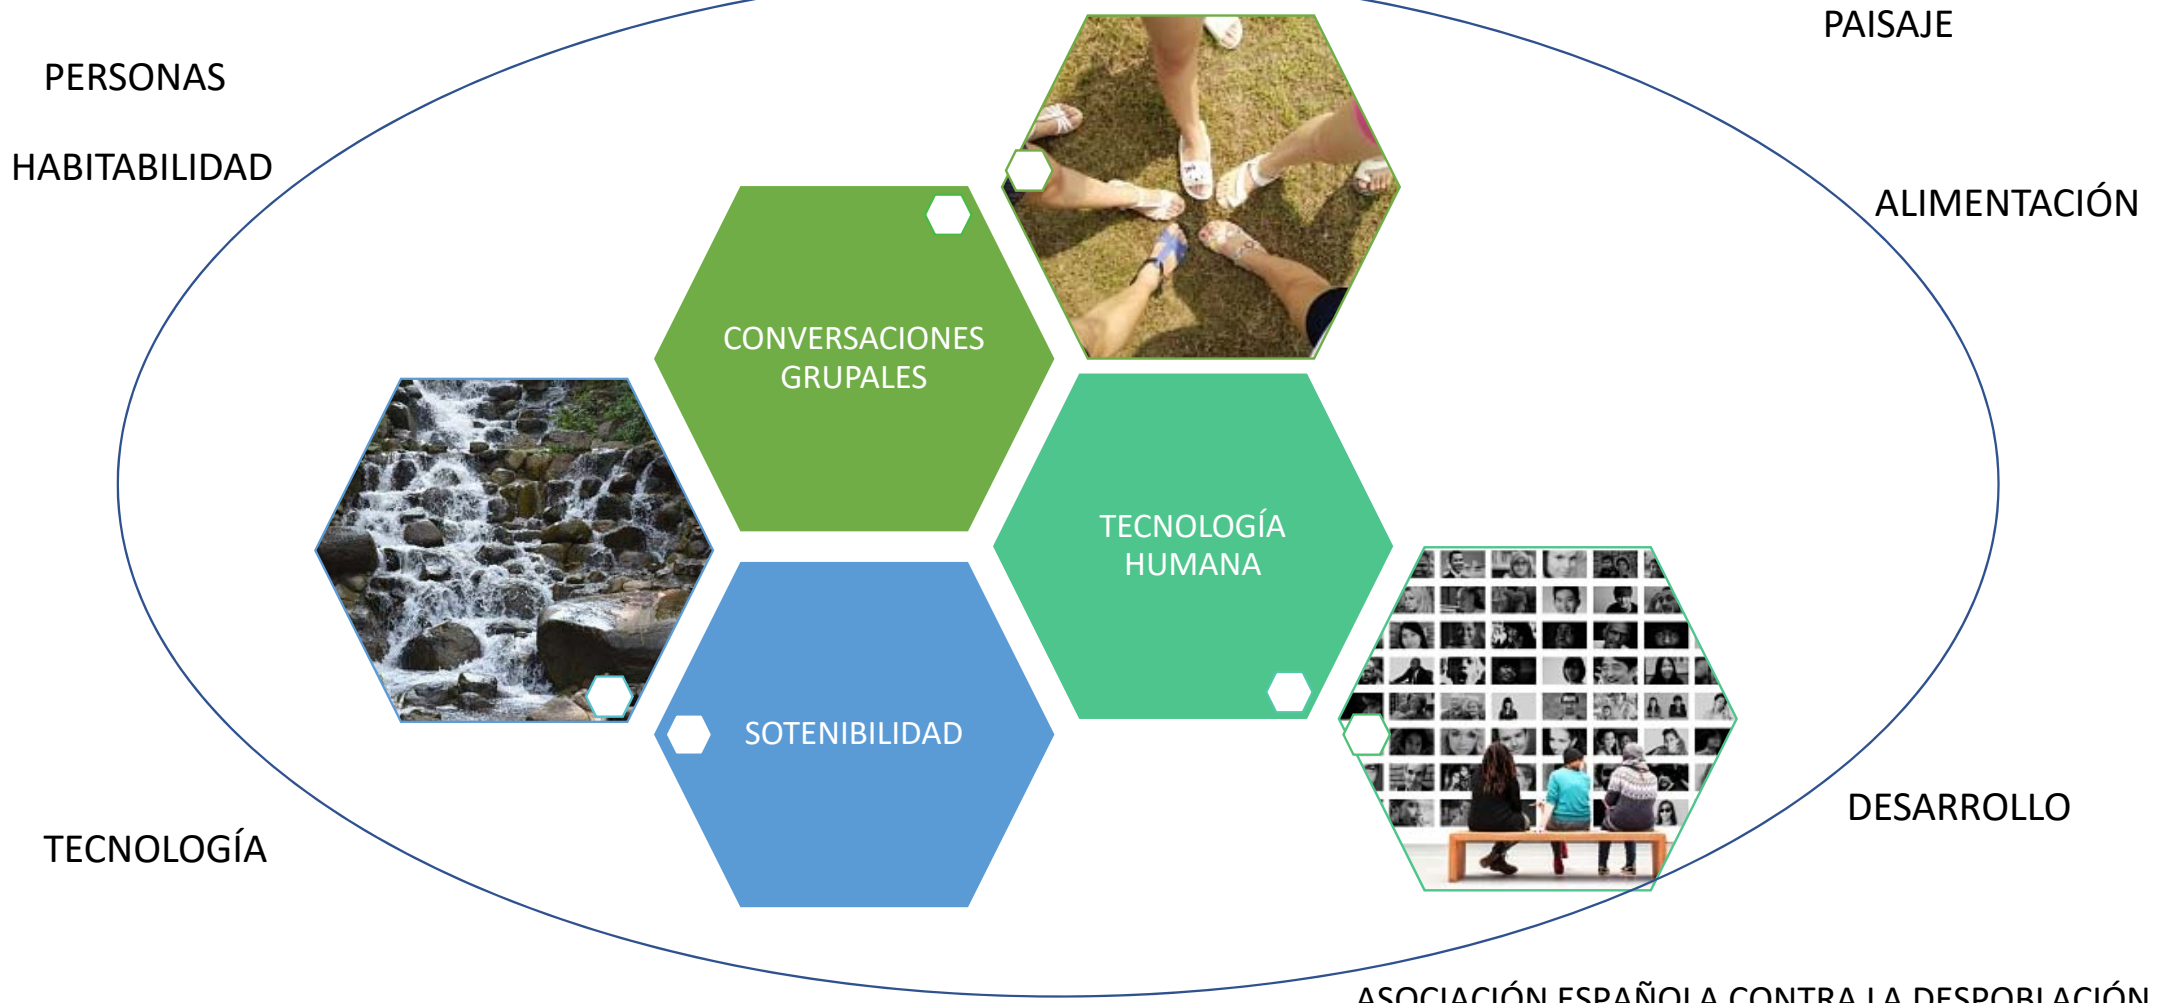 PAISAJE
PERSONAS
HABITABILIDAD
ALIMENTACIÓN
CONVERSACIONES
GRUPALES
TECNOLOGÍA
HUMANA
SOTENIBILIDAD
DESARROLLO
TECNOLOGÍA
ASOCIACIÓN ESPAÑOLA CONTRA LA DESPOBLACIÓN